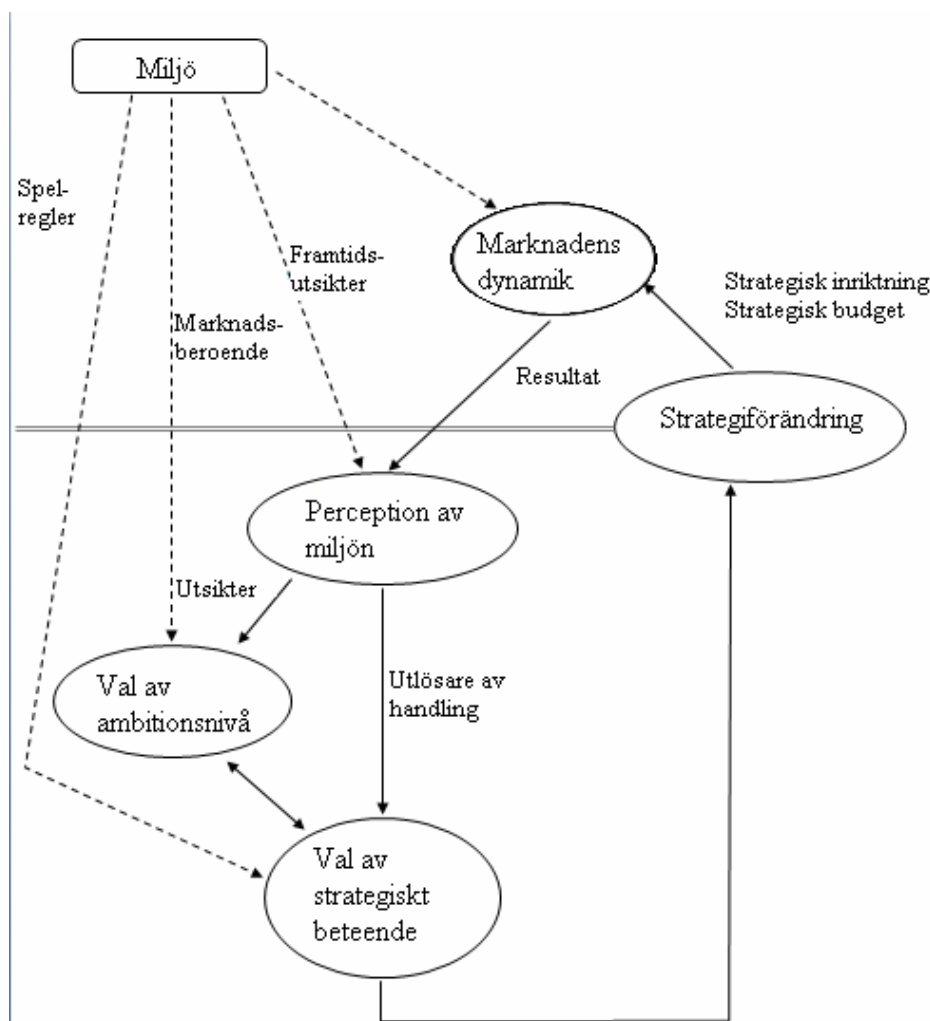 Miljö
Spel-
regler
Framtids-
utsikter
Marknadens
dynamik
Strategisk inriktning
Strategisk budget
Marknads-
beroende
Resultat
Strategiförändring
Perception av
miljön
Utsikter
Val av
ambitionsnivå
Utlösare av
handling
Val av
strategiskt
beteende